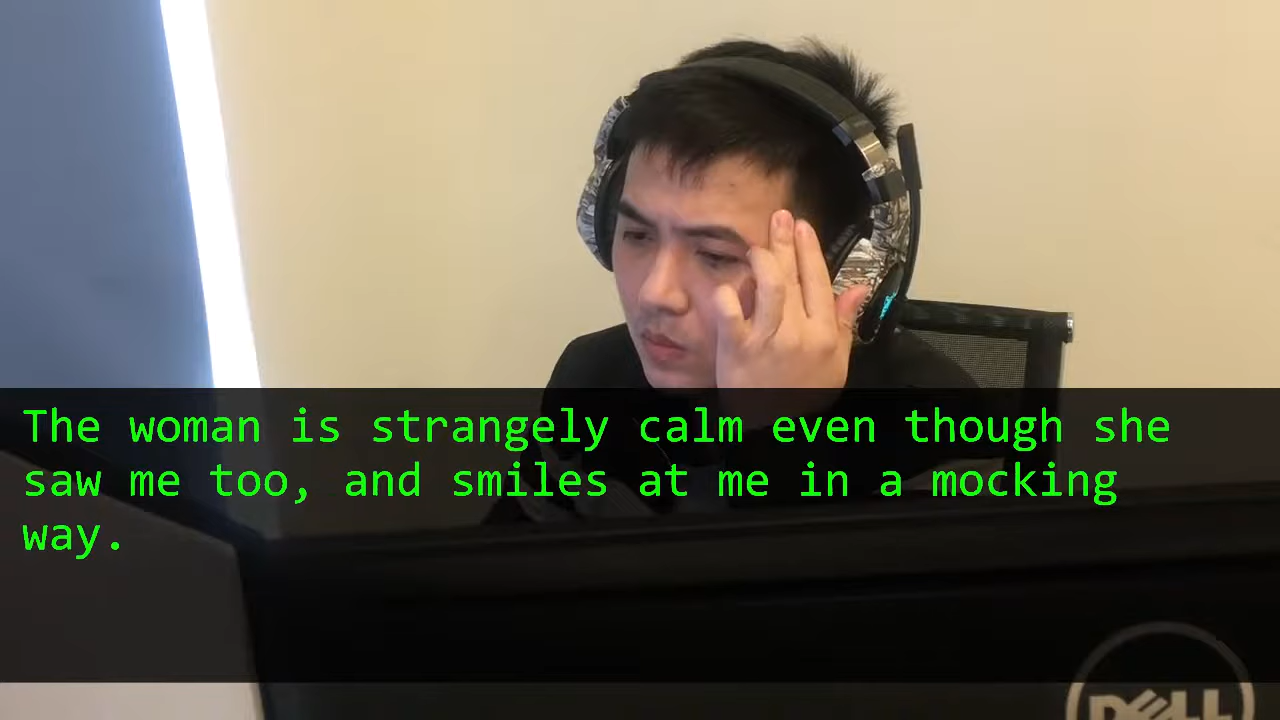 The woman is strangely calm even though she
saw me too, and smiles at me in a mocking
way.
DELL